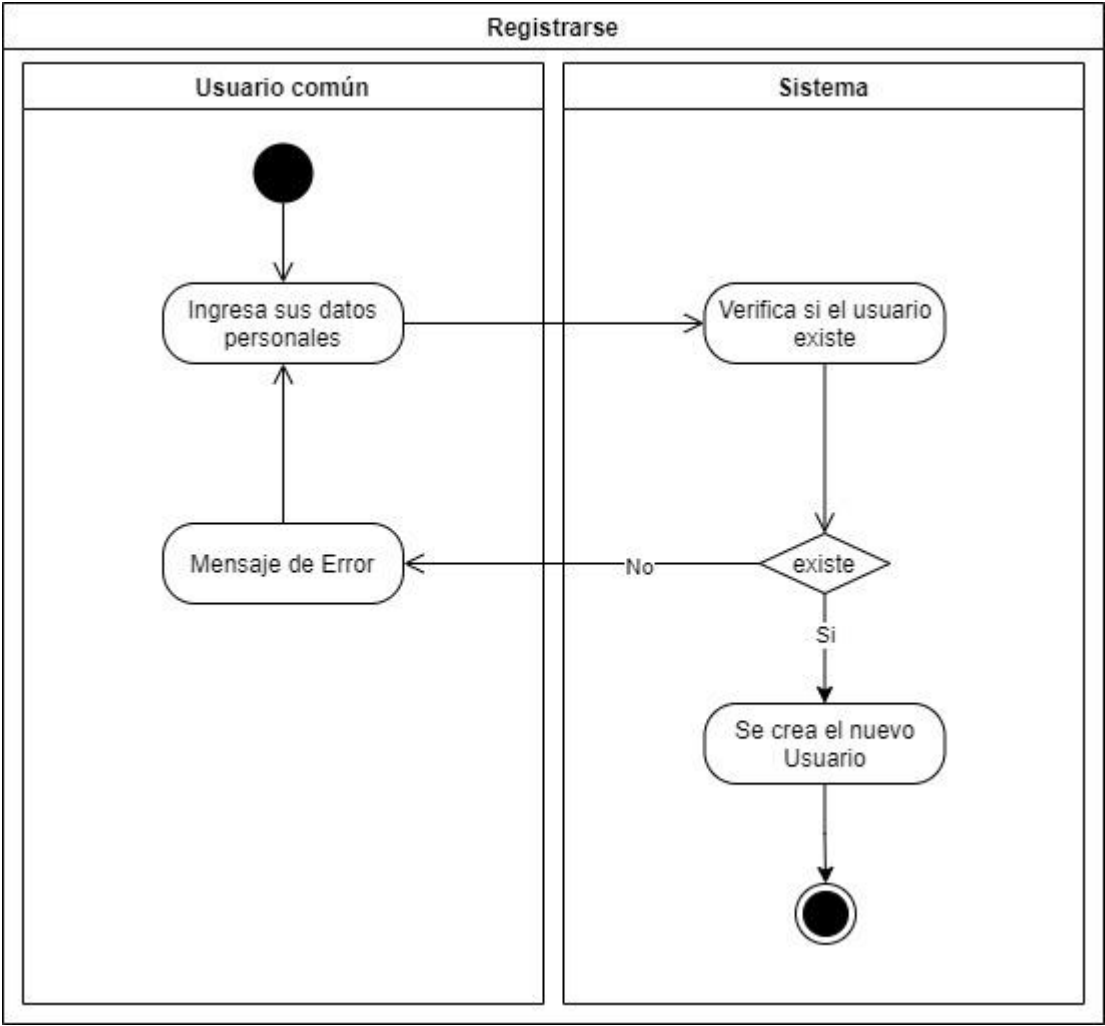 Registrarse
Usuario común
Sistema
Ingresa sus datos
personales
Verifica si el usuario
existe
Mensaje de Error
No
existe
Si
Se crea el nuevo
Usuario